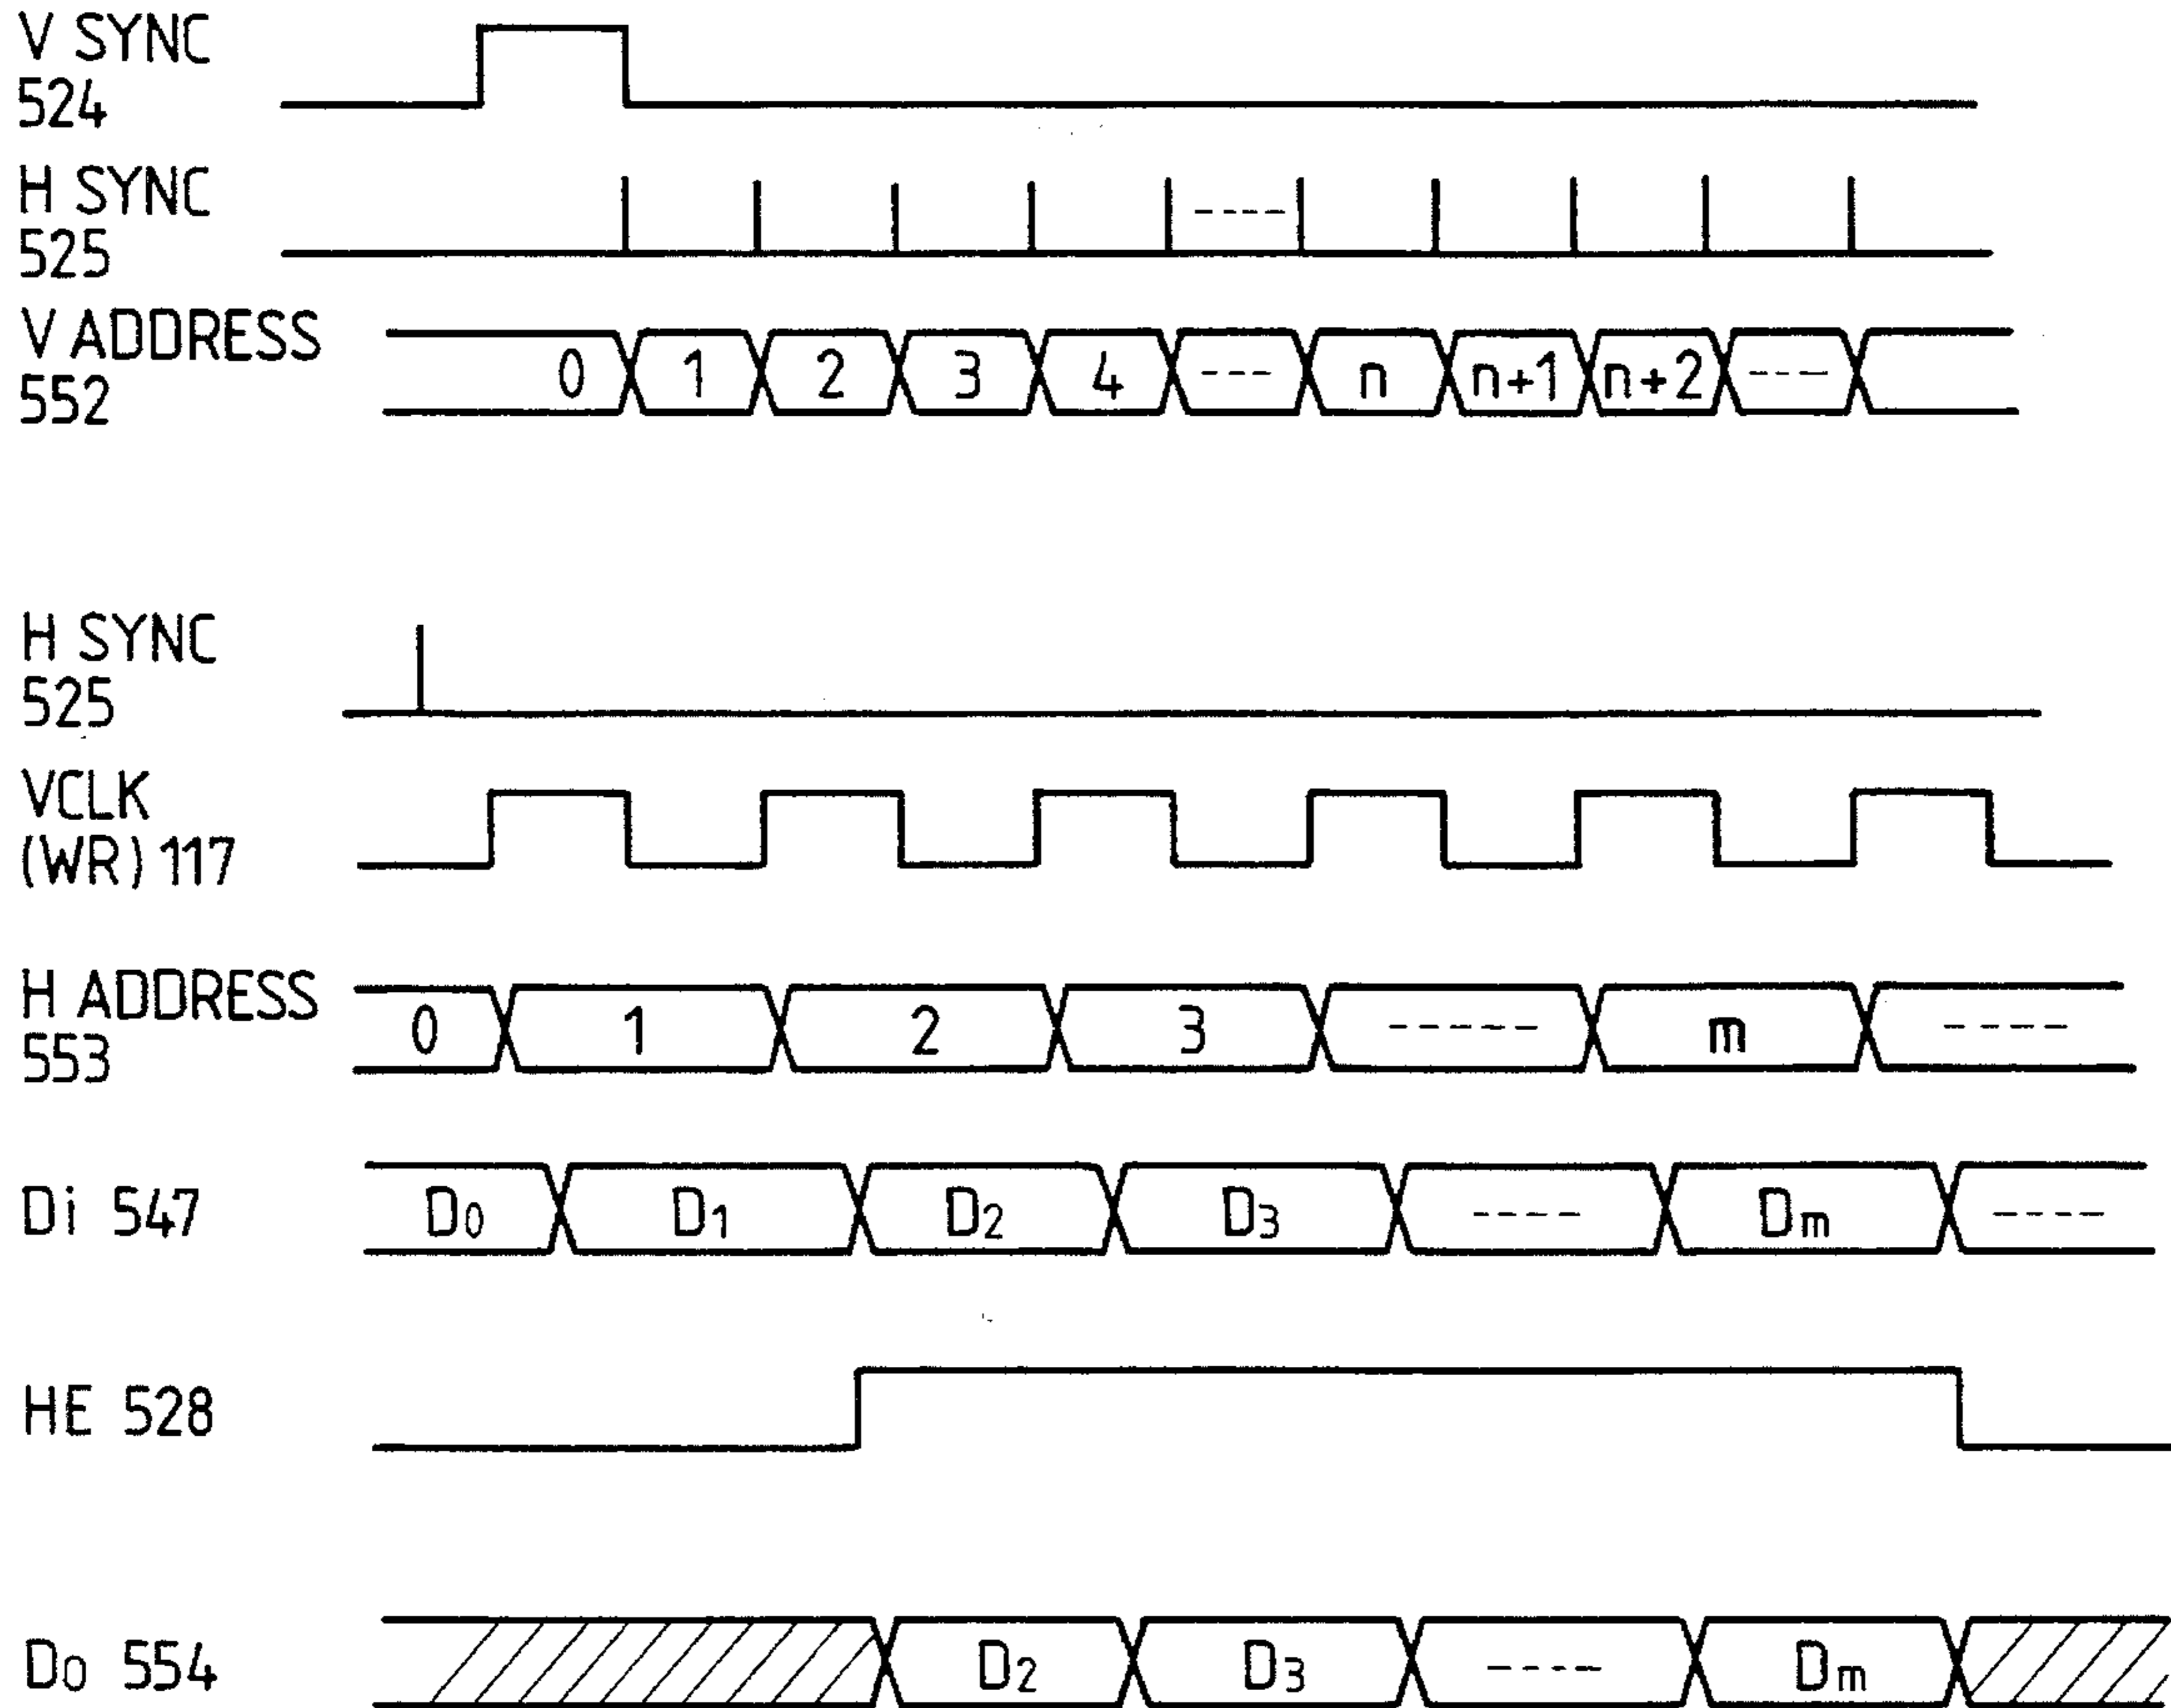 V SYNC
524
H SYNC
525
V ADDRESS
552
0 1 2 3 4 --- n n+1 n+2 ----
H SYNC
525
VCLK
(WR) 117
H ADDRESS
553
0 1 2 3 ----- m ----
Di 547
D0 D1 D2 D3 ---- Dm ----
HE 528
Do 554
D2 D3 ---- Dm